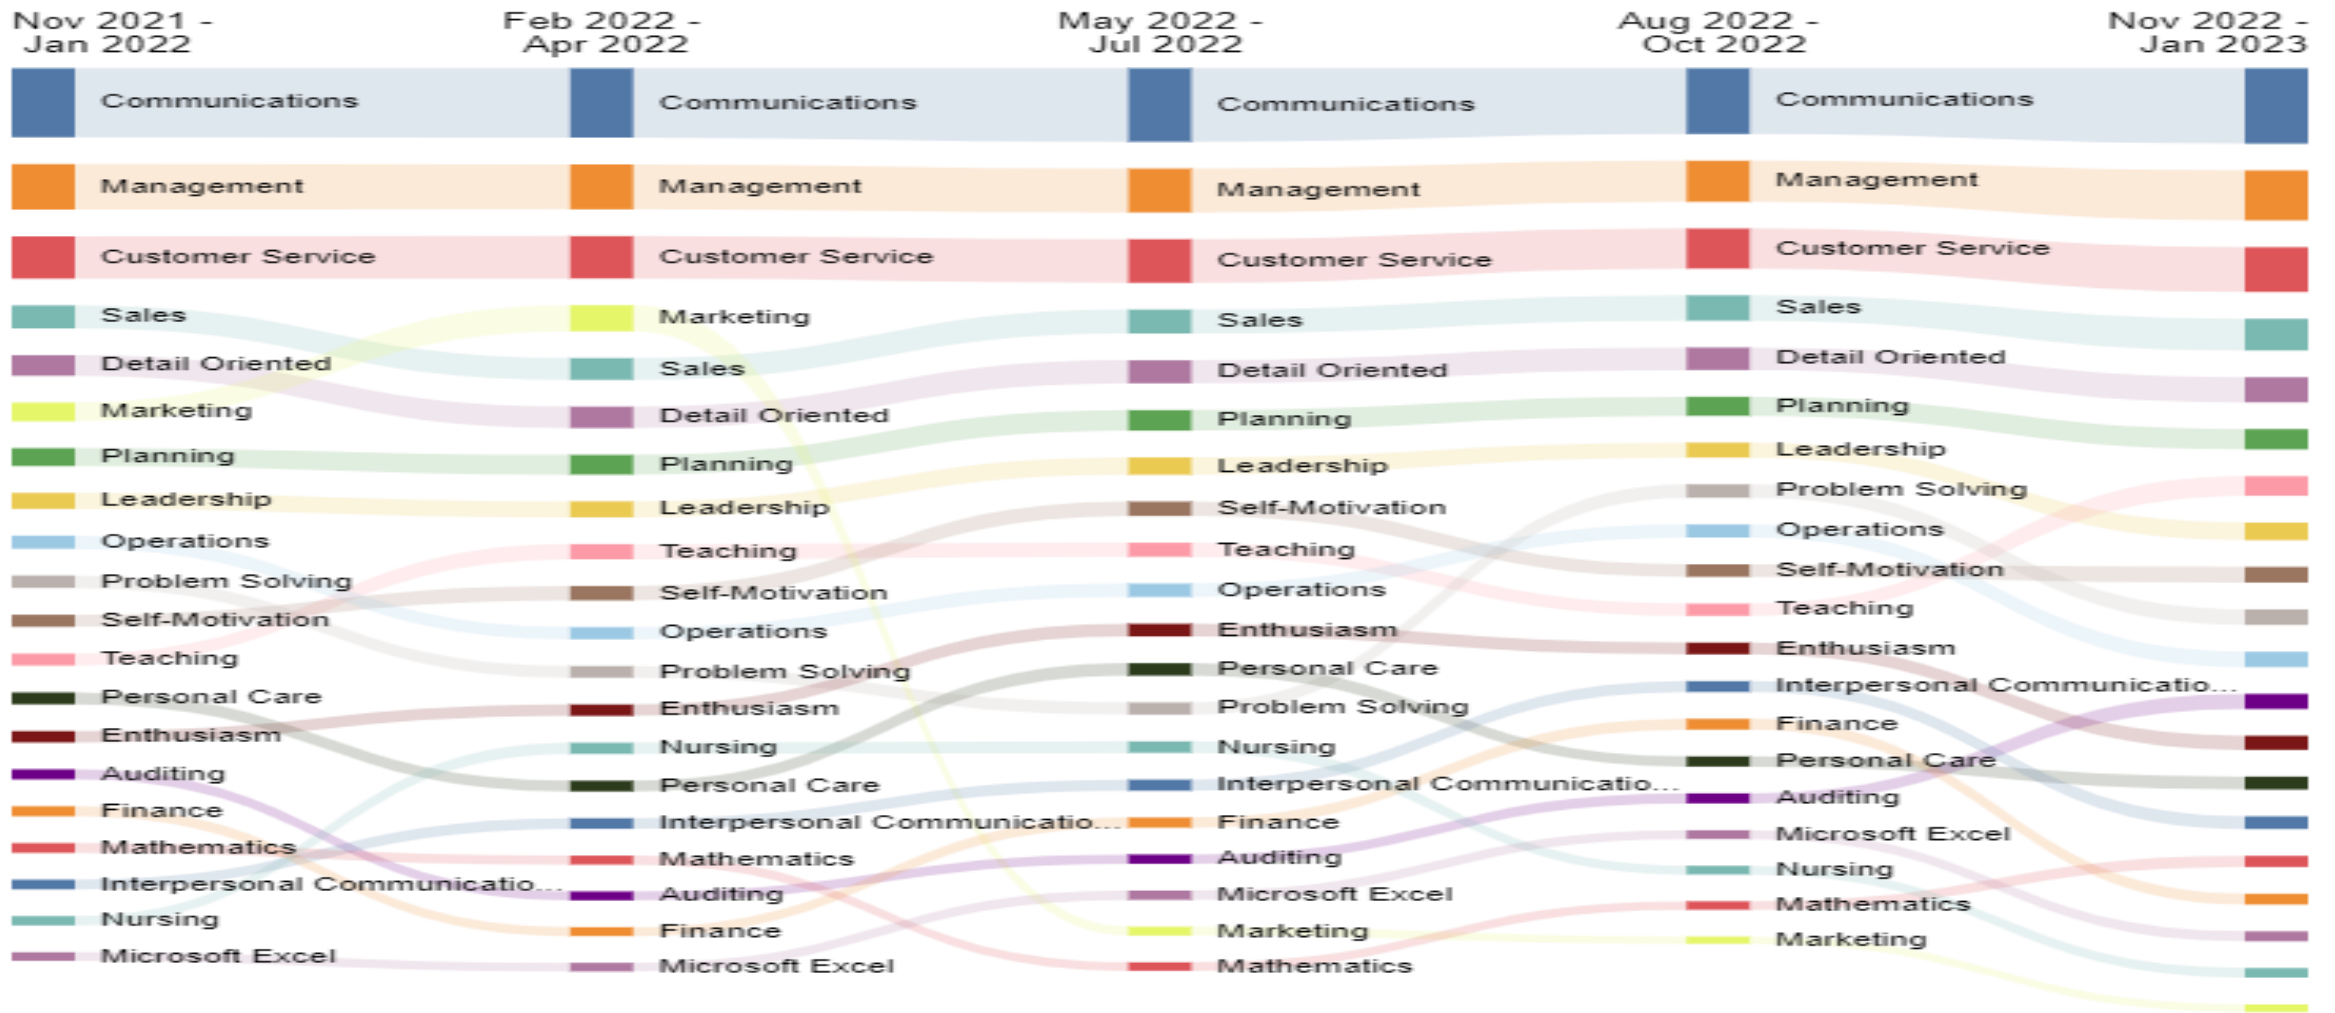 Nov 2021 -
Jan 2022
Feb 2022 -
Apr 2022
May 2022 -
Jul 2022
Aug 2022 -
Oct 2022
Nov 2022 -
Jan 2023
Communications
Management
Customer Service
Sales
Detail Oriented
Marketing
Planning
Leadership
Operations
Problem Solving
Self-Motivation
Teaching
Personal Care
Enthusiasm
Auditing
Finance
Mathematics
Interpersonal Communicatio...
Nursing
Microsoft Excel
Communications
Management
Customer Service
Marketing
Sales
Detail Oriented
Planning
Leadership
Teaching
Self-Motivation
Operations
Problem Solving
Enthusiasm
Nursing
Personal Care
Interpersonal Communicatio...
Mathematics
Auditing
Finance
Microsoft Excel
Communications
Management
Customer Service
Sales
Detail Oriented
Planning
Leadership
Self-Motivation
Teaching
Operations
Enthusiasm
Personal Care
Problem Solving
Nursing
Interpersonal Communicatio...
Finance
Auditing
Microsoft Excel
Marketing
Mathematics
Communications
Management
Customer Service
Sales
Detail Oriented
Planning
Leadership
Problem Solving
Operations
Self-Motivation
Teaching
Enthusiasm
Interpersonal Communicatio...
Finance
Personal Care
Auditing
Microsoft Excel
Nursing
Mathematics
Marketing